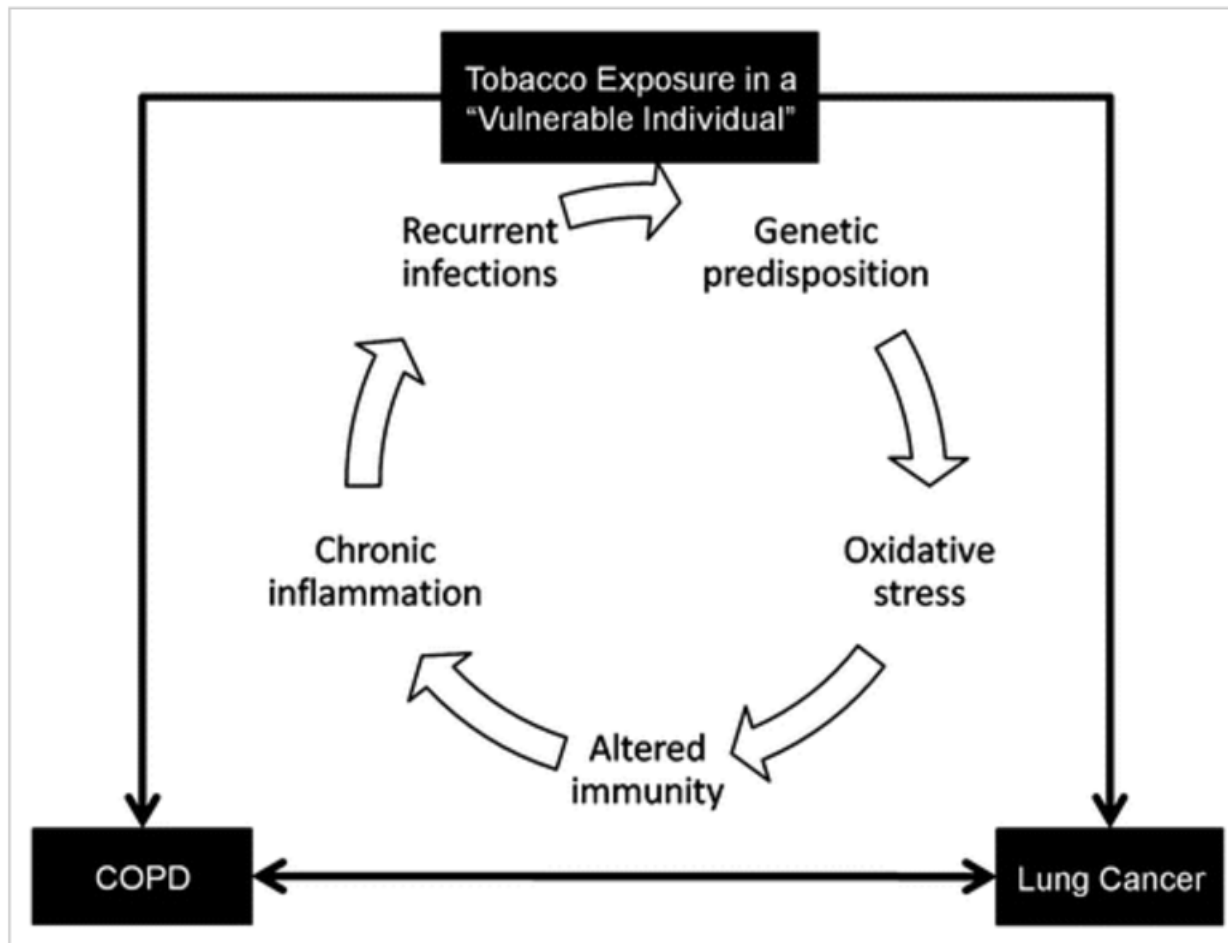 Tobacco Exposure in a
“Vulnerable Individual”
Recurrent
infections
Genetic
predisposition
Chronic
inflammation
Oxidative
stress
Altered
immunity
COPD
Lung Cancer